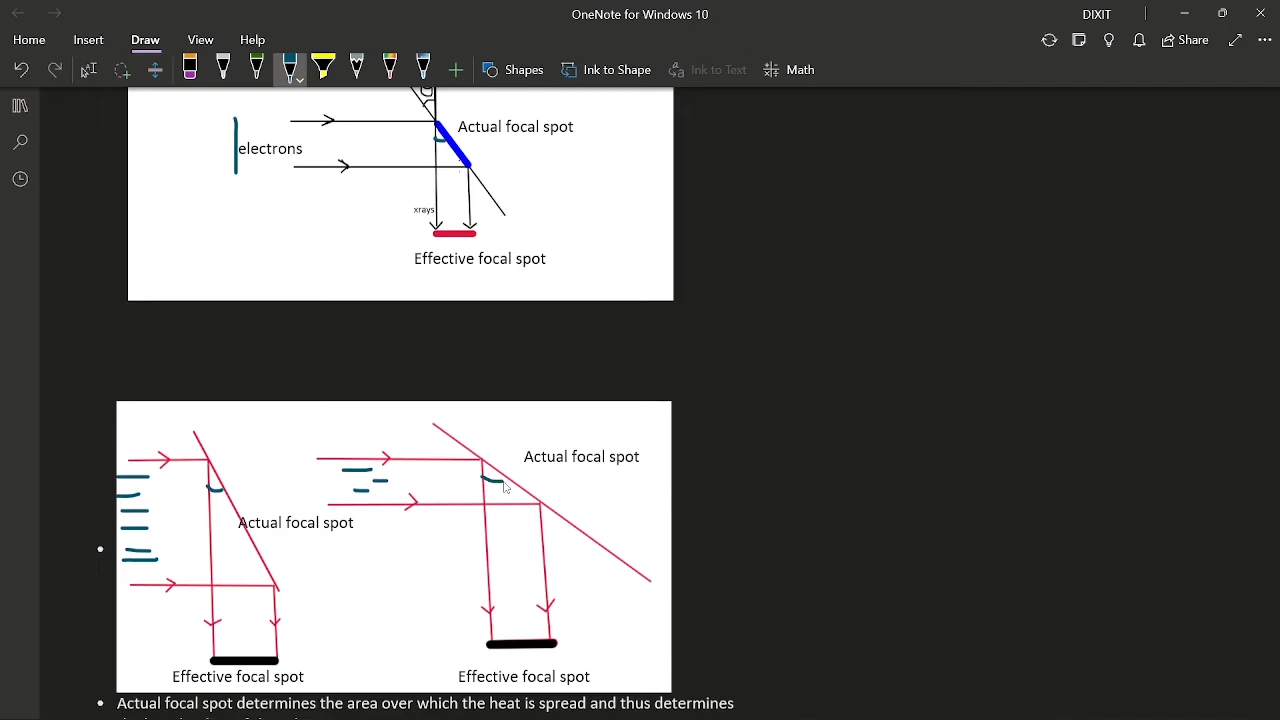 OneNote for Windows 10
DIXIT
Home Insert Draw View Help
Share
Shapes Ink to Shape Ink to Text Math
Actual focal spot
electrons
xrays
Effective focal spot
Actual focal spot
Actual focal spot
Effective focal spot Effective focal spot
• Actual focal spot determines the area over which the heat is spread and thus determines